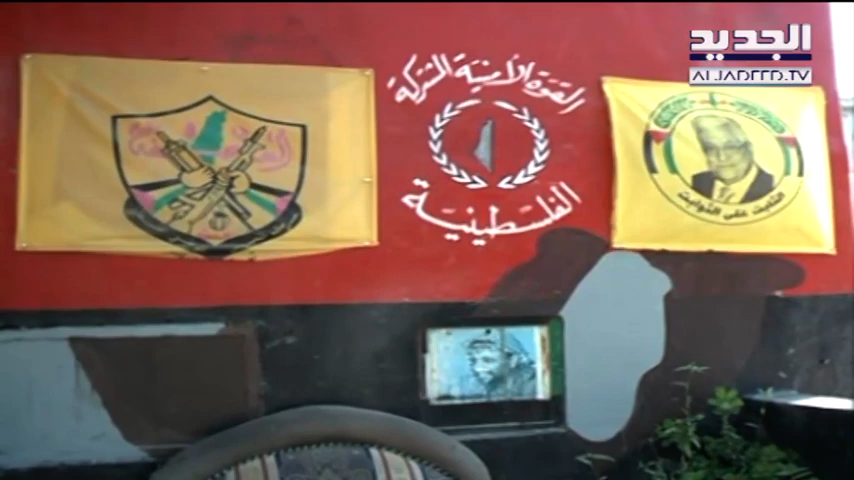 الجديد
ALJADEED.TV
القوة الأمنية المشتركة
الفلسطينية
الثابت على الثوابت